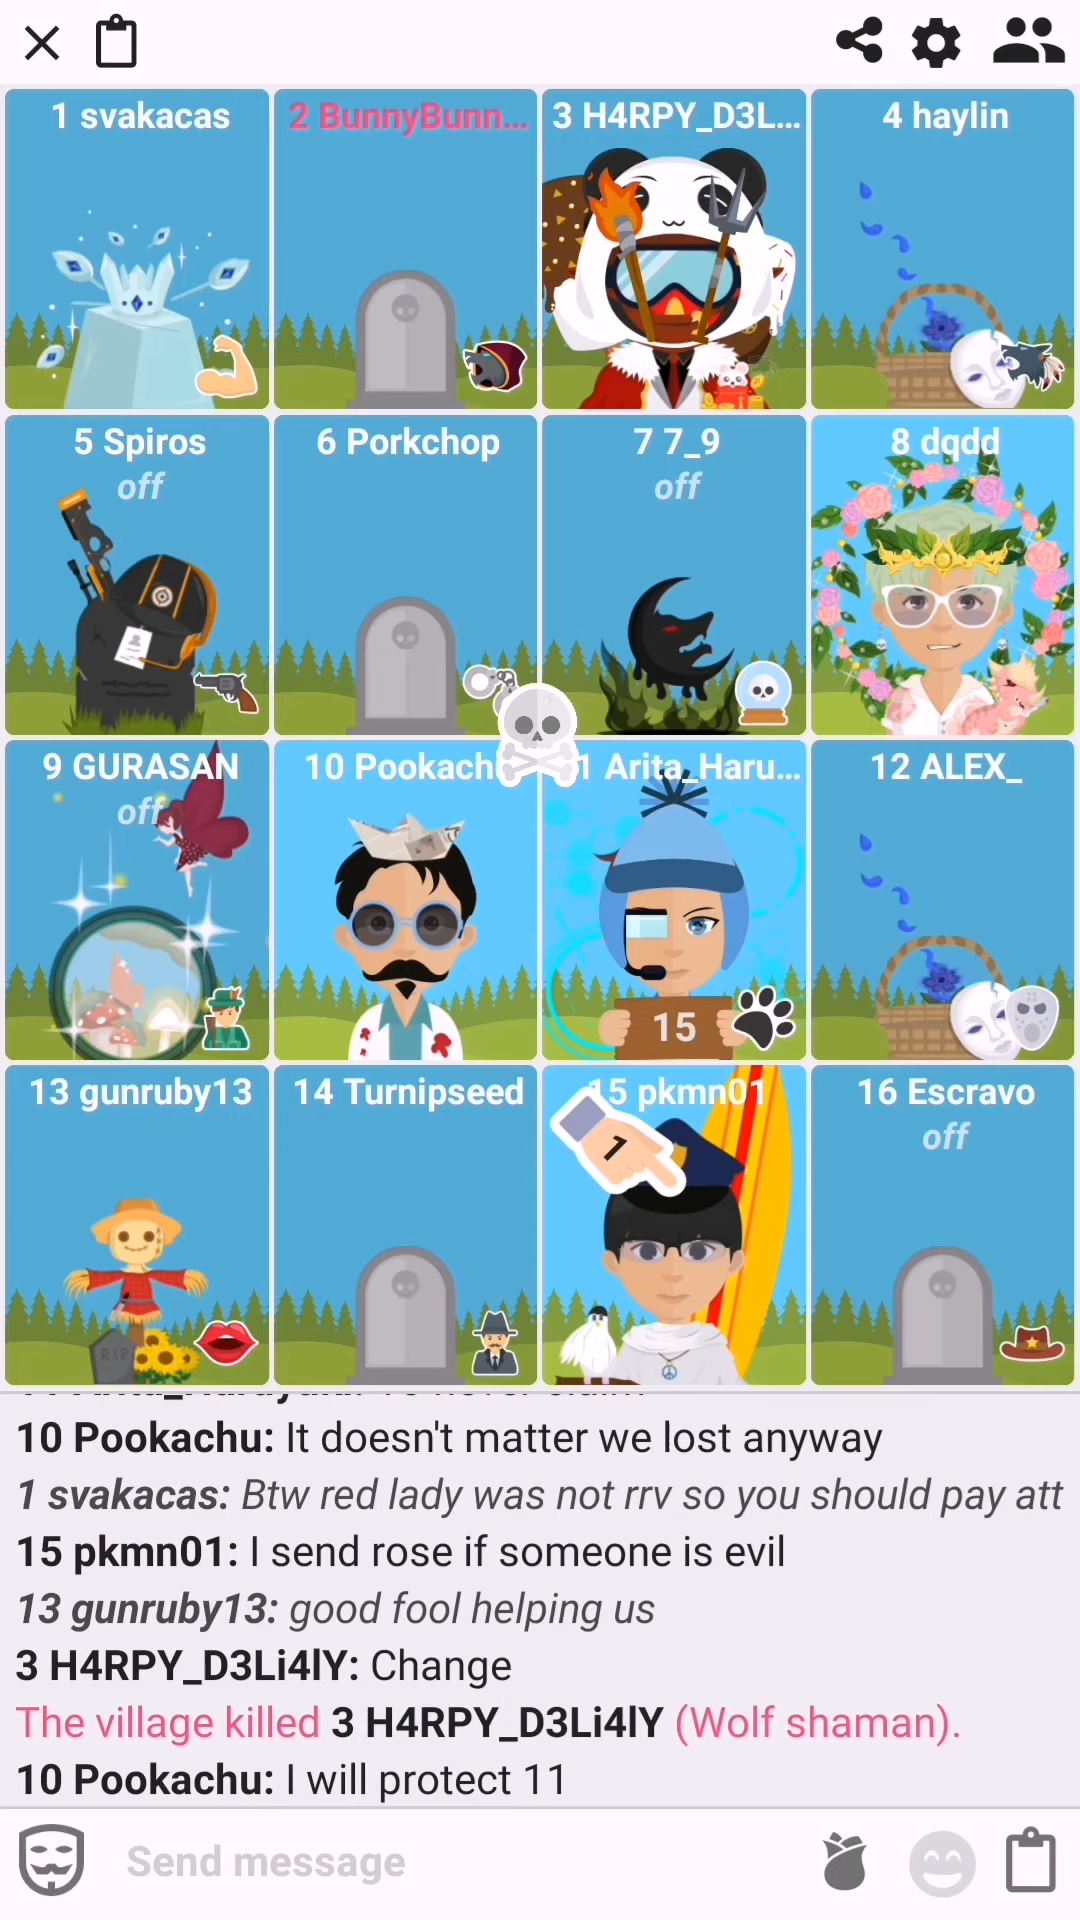 1 svakacas
2 BunnyBunn...
3 H4RPY_D3L...
4 haylin
5 Spiros
off
6 Porkchop
7 7_9
off
8 dqdd
9 GURASAN
off
10 Pookach
1 Arita_Haru...
12 ALEX_
15
13 gunruby13
14 Turnipseed
15 pkmn01
1
16 Escravo
off
RIP
10 Pookachu: It doesn't matter we lost anyway
1 svakacas: Btw red lady was not rrv so you should pay att
15 pkmn01: I send rose if someone is evil
13 gunruby13: good fool helping us
3 H4RPY_D3Li4lY: Change
The village killed 3 H4RPY_D3Li4lY (Wolf shaman).
10 Pookachu: I will protect 11
Send message